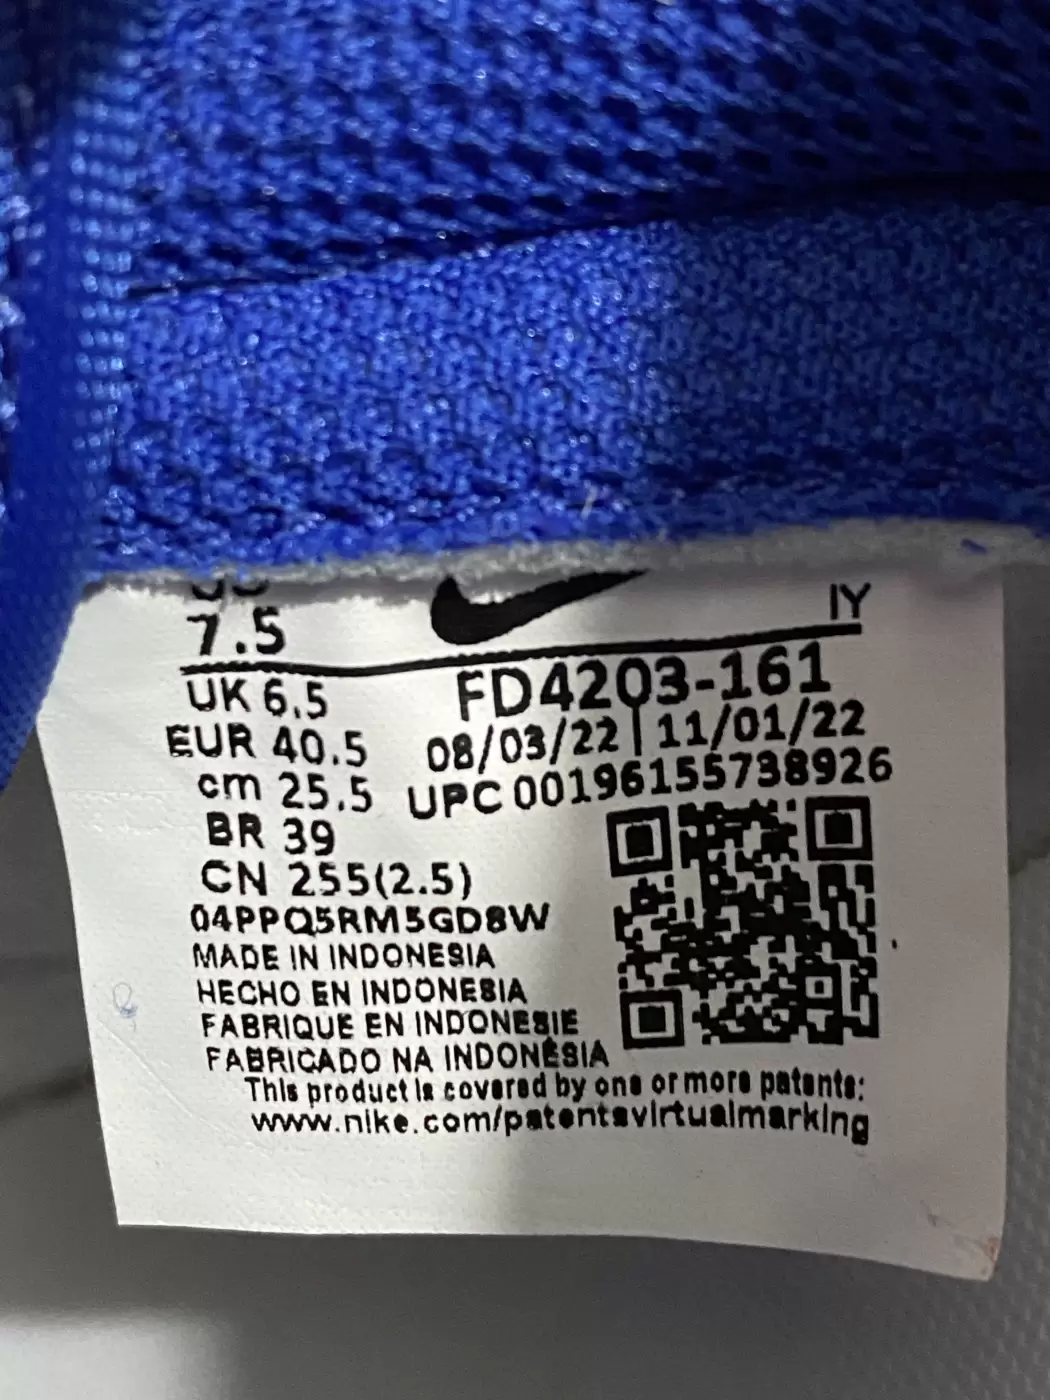 US
7.5
IY
UK 6.5
FD4203-161
EUR 40.5
08/03/22 | 11/01/22
cm 25.5
UPC 00196155738926
BR 39
CN 255(2.5)
04PPQ5RM5GD8W
MADE IN INDONESIA
HECHO EN INDONESIA
FABRIQUE EN INDONESIE
FABRICADO NA INDONÉSIA
This product is covered by one or more patents:
www.nike.com/patentsvirtualmarking